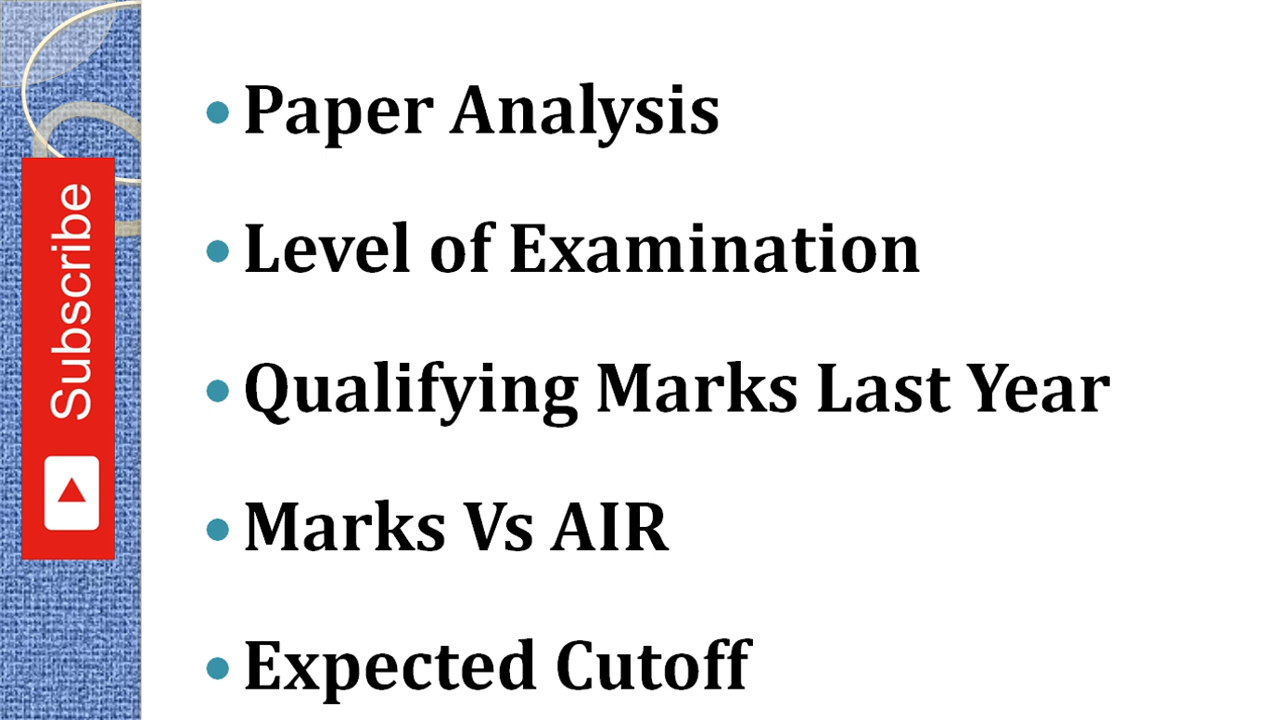 Subscribe
Paper Analysis
Level of Examination
Qualifying Marks Last Year
Marks Vs AIR
Expected Cutoff